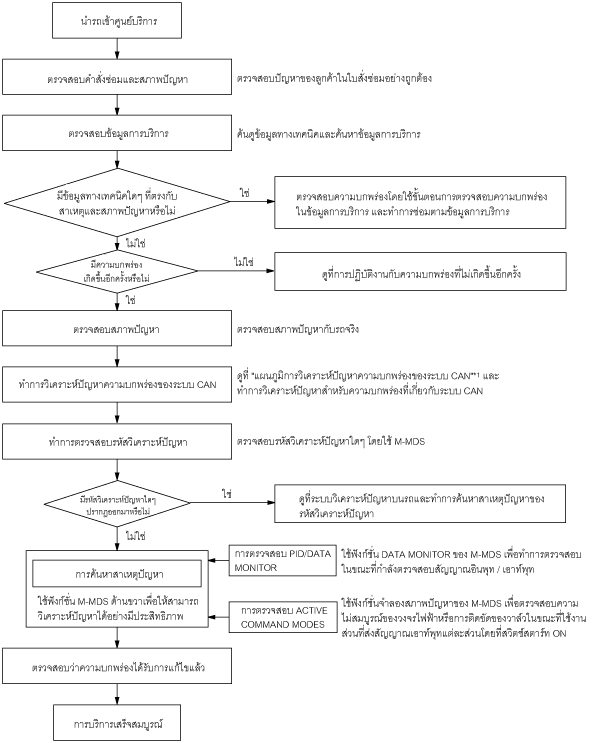 นำรถเข้าศูนย์บริการ
ตรวจสอบคำสั่งซ่อมและสภาพปัญหา
ตรวจสอบปัญหาของลูกค้าในใบสั่งซ่อมอย่างถูกต้อง
ตรวจสอบข้อมูลการบริการ
ค้นดูข้อมูลทางเทคนิคและค้นหาข้อมูลการบริการ
มีข้อมูลทางเทคนิคใดๆ ที่ตรงกับ
สาเหตุและสภาพปัญหาหรือไม่
ใช่
ตรวจสอบความบกพร่องโดยใช้ขั้นตอนการตรวจสอบความบกพร่อง
ในข้อมูลการบริการ และทำการซ่อมตามข้อมูลการบริการ
ไม่ใช่
มีความบกพร่อง
เกิดขึ้นอีกครั้งหรือไม่
ไม่ใช่
ดูที่การปฏิบัติงานกับความบกพร่องที่ไม่เกิดขึ้นอีกครั้ง
ใช่
ตรวจสอบสภาพปัญหา
ตรวจสอบสภาพปัญหากับรถจริง
ทำการวิเคราะห์ปัญหาความบกพร่องของระบบ CAN
ดูที่ "แผนภูมิการวิเคราะห์ปัญหาความบกพร่องของระบบ CAN"*1 และ
ทำการวิเคราะห์ปัญหาสำหรับความบกพร่องที่เกี่ยวกับระบบ CAN
ทำการตรวจสอบรหัสวิเคราะห์ปัญหา
ตรวจสอบรหัสวิเคราะห์ปัญหาใดๆ โดยใช้ M-MDS
มีรหัสวิเคราะห์ปัญหาใดๆ
ปรากฏออกมาหรือไม่
ใช่
ดูที่ระบบวิเคราะห์ปัญหาบนรถและทำการค้นหาสาเหตุปัญหาของ
รหัสวิเคราะห์ปัญหา
ไม่ใช่
การค้นหาสาเหตุปัญหา
ใช้ฟังก์ชั่น M-MDS ด้านขวาเพื่อให้สามารถ
วิเคราะห์ปัญหาได้อย่างมีประสิทธิภาพ
การตรวจสอบ PID/DATA
MONITOR
ใช้ฟังก์ชั่น DATA MONITOR ของ M-MDS เพื่อทำการตรวจสอบ
ในขณะที่กำลังตรวจสอบสัญญาณอินพุท / เอาท์พุท
การตรวจสอบ ACTIVE
COMMAND MODES
ใช้ฟังก์ชั่นจำลองสภาพปัญหาของ M-MDS เพื่อตรวจสอบความ
ไม่สมบูรณ์ของวงจรไฟฟ้าหรือการติดขัดของวาล์วในขณะที่ใช้งาน
ส่วนที่ส่งสัญญาณเอาท์พุทแต่ละส่วนโดยที่สวิตช์สตาร์ท ON
ตรวจสอบว่าความบกพร่องได้รับการแก้ไขแล้ว
การบริการเสร็จสมบูรณ์